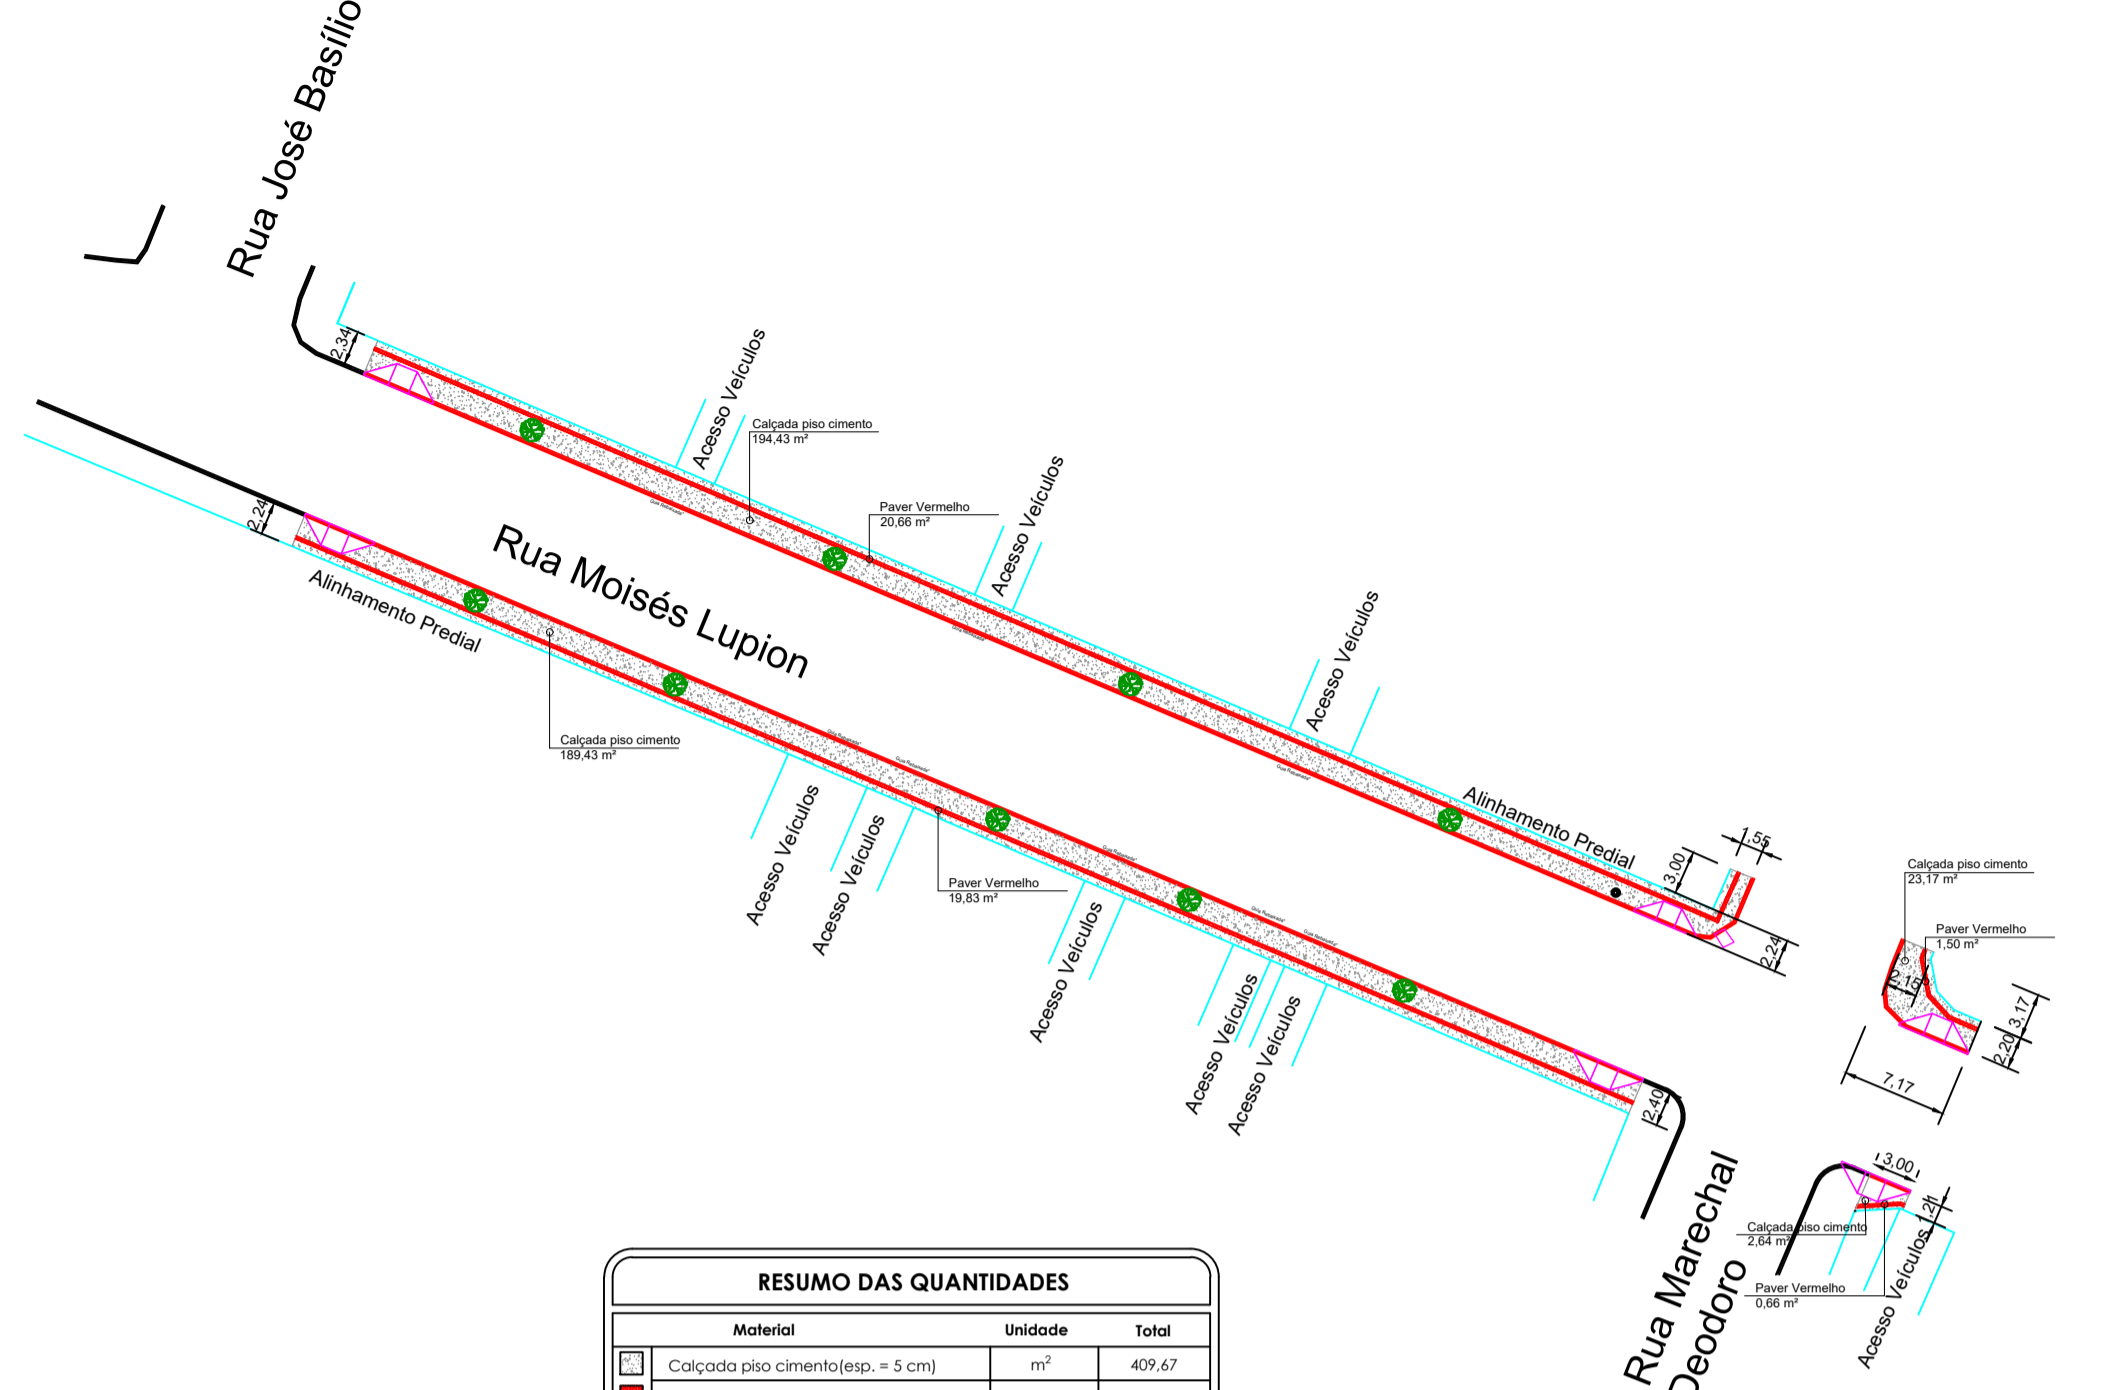 Rua José Basílio
2,34
Acesso Veículos
Calçada piso cimento
194,43 m²
Acesso Veículos
Paver Vermelho
20,66 m²
2,24
Rua Moisés Lupion
Alinhamento Predial
Acesso Veículos
Calçada piso cimento
189,43 m²
Alinhamento Predial
3,00
1,55
2,24
Acesso Veículos
Acesso Veículos
Paver Vermelho
19,83 m²
Acesso Veículos
Acesso Veículos
Acesso Veículos
Calçada piso cimento
23,17 m²
Paver Vermelho
1,50 m²
2,15
3,17
2,20
7,17
2,40
Rua Marechal
Deodoro
3,00
1,21
Calçada piso cimento
2,64 m²
Paver Vermelho
0,66 m²
Acesso Veículos
RESUMO DAS QUANTIDADES
Material Unidade Total
Calçada piso cimento(esp. = 5 cm) m² 409,67